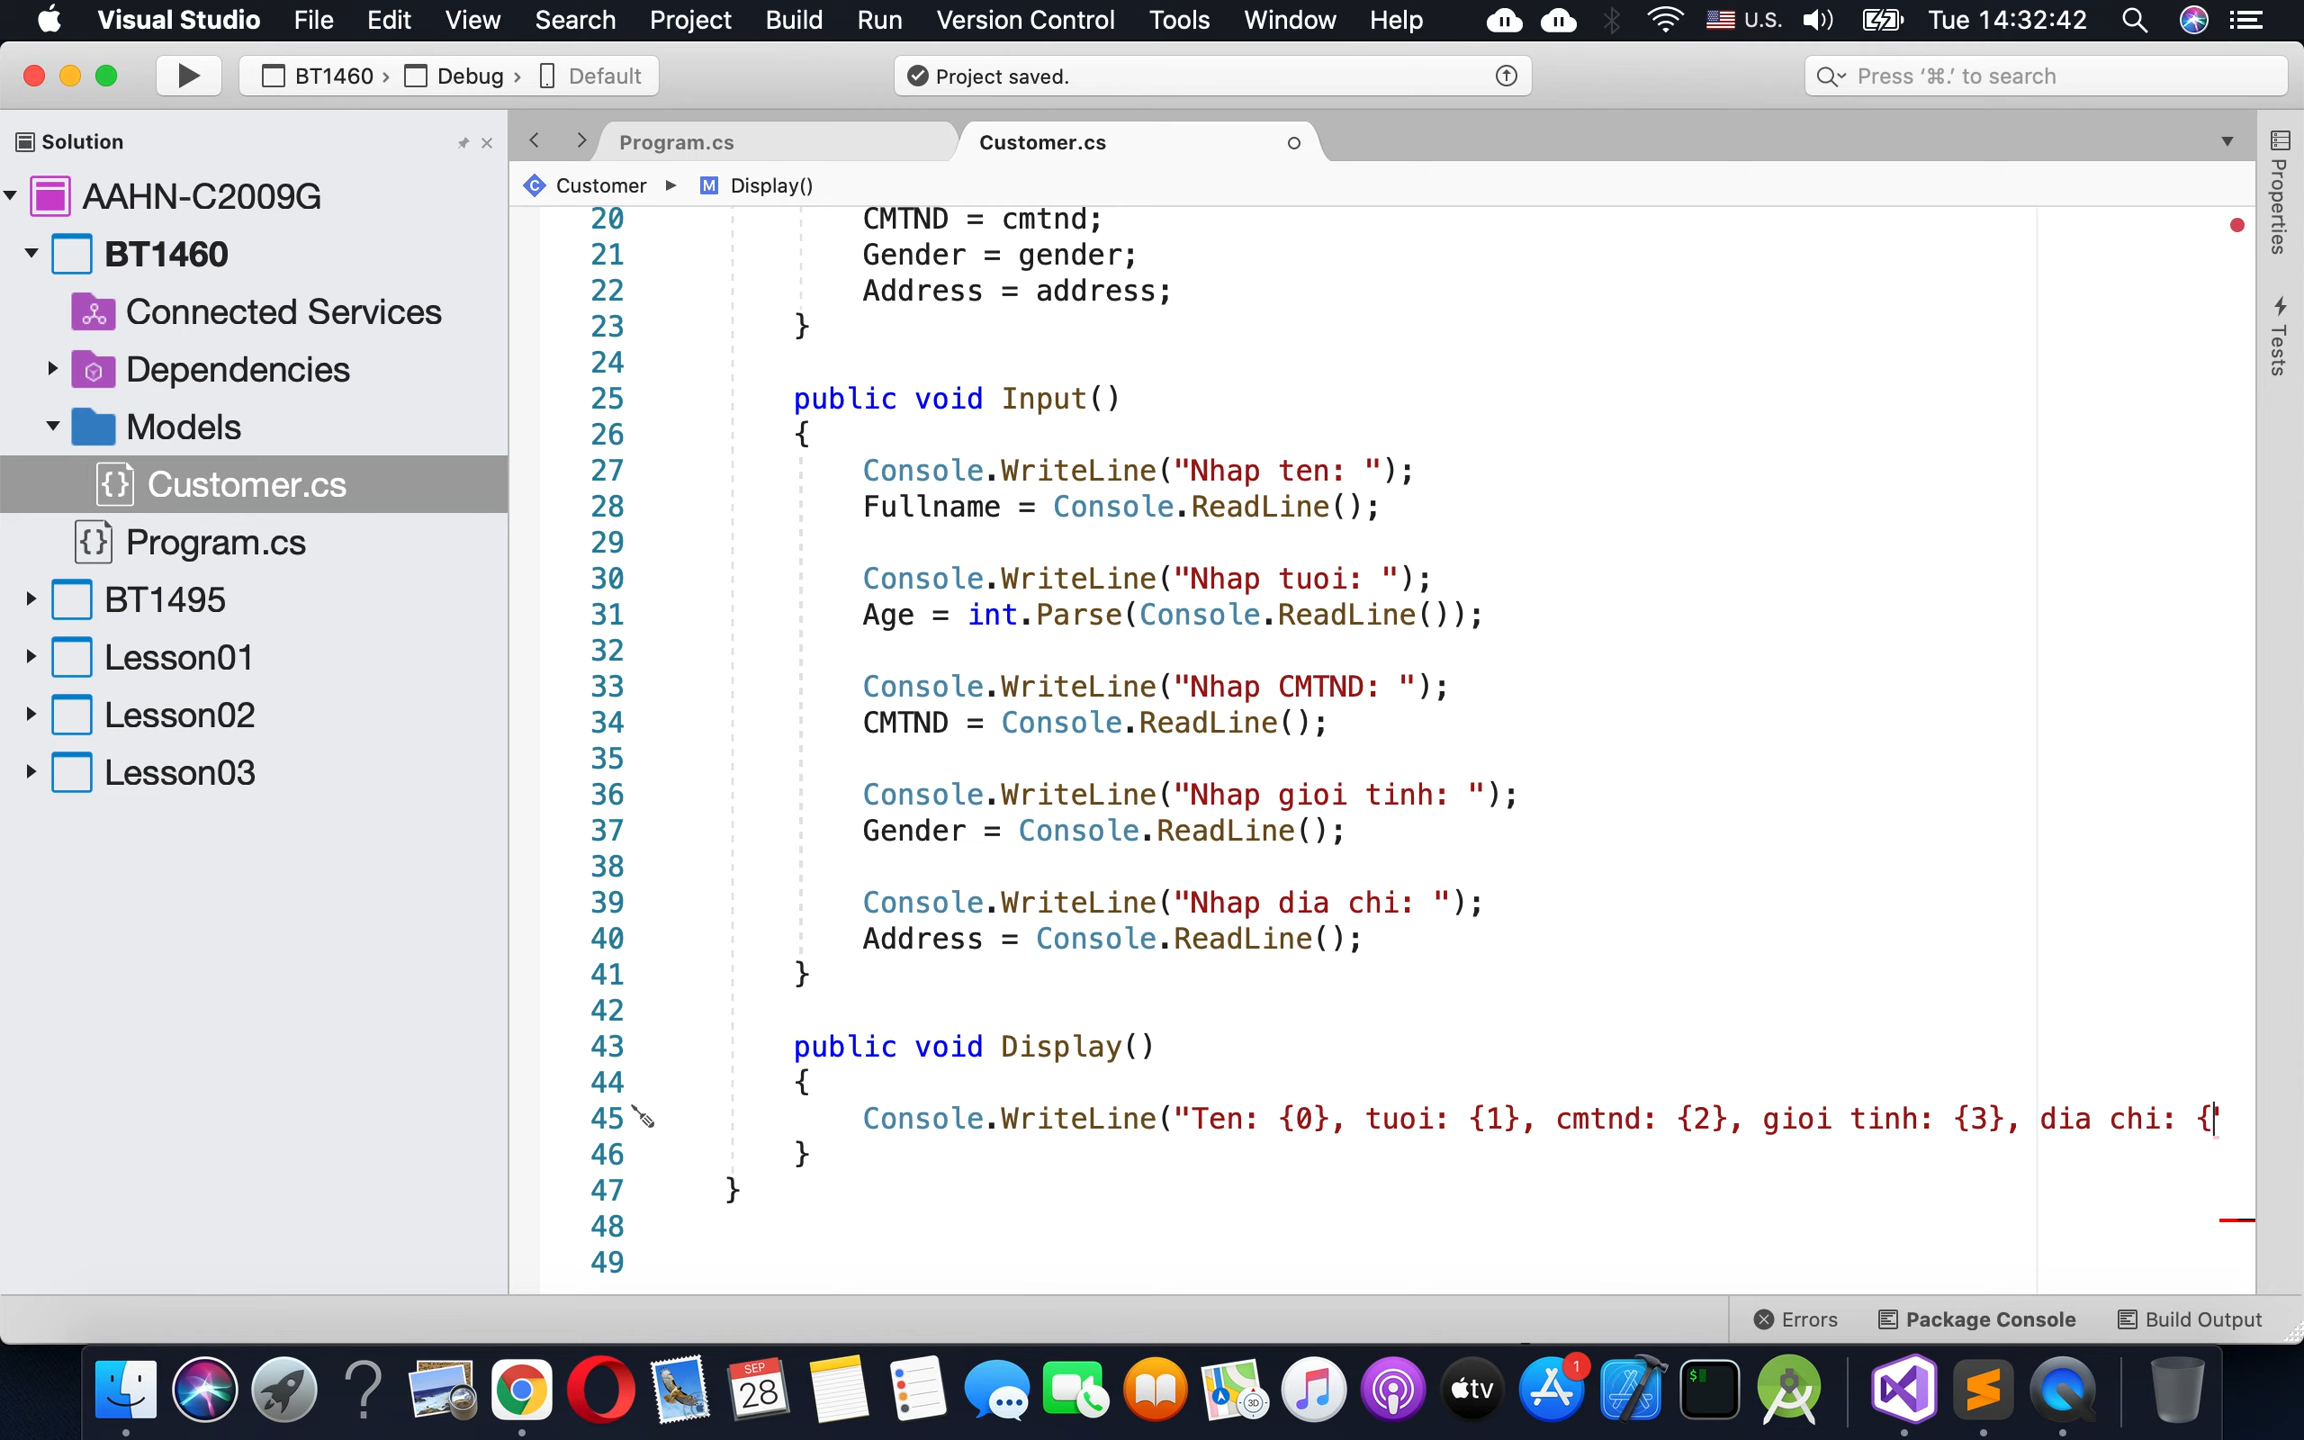 Visual Studio File Edit View Search Project Build Run Version Control Tools Window Help U.S. Tue 14:32:42
BT1460 › Debug › Default
Project saved.
Press ‘⌘.’ to search
Solution
AAHN-C2009G
BT1460
Connected Services
Dependencies
Models
{} Customer.cs
{} Program.cs
BT1495
Lesson01
Lesson02
Lesson03
Program.cs
Customer.cs
C Customer ▶ M Display()
20 CMTND = cmtnd;
21 Gender = gender;
22 Address = address;
23 }
24
25 public void Input()
26 {
27 Console.WriteLine("Nhap ten: ");
28 Fullname = Console.ReadLine();
29
30 Console.WriteLine("Nhap tuoi: ");
31 Age = int.Parse(Console.ReadLine());
32
33 Console.WriteLine("Nhap CMTND: ");
34 CMTND = Console.ReadLine();
35
36 Console.WriteLine("Nhap gioi tinh: ");
37 Gender = Console.ReadLine();
38
39 Console.WriteLine("Nhap dia chi: ");
40 Address = Console.ReadLine();
41 }
42
43 public void Display()
44 {
45 Console.WriteLine("Ten: {0}, tuoi: {1}, cmtnd: {2}, gioi tinh: {3}, dia chi: {"
46 }
47 }
48
49
Properties
Tests
Errors
Package Console
Build Output
SEP
28
3D
tv
1
$